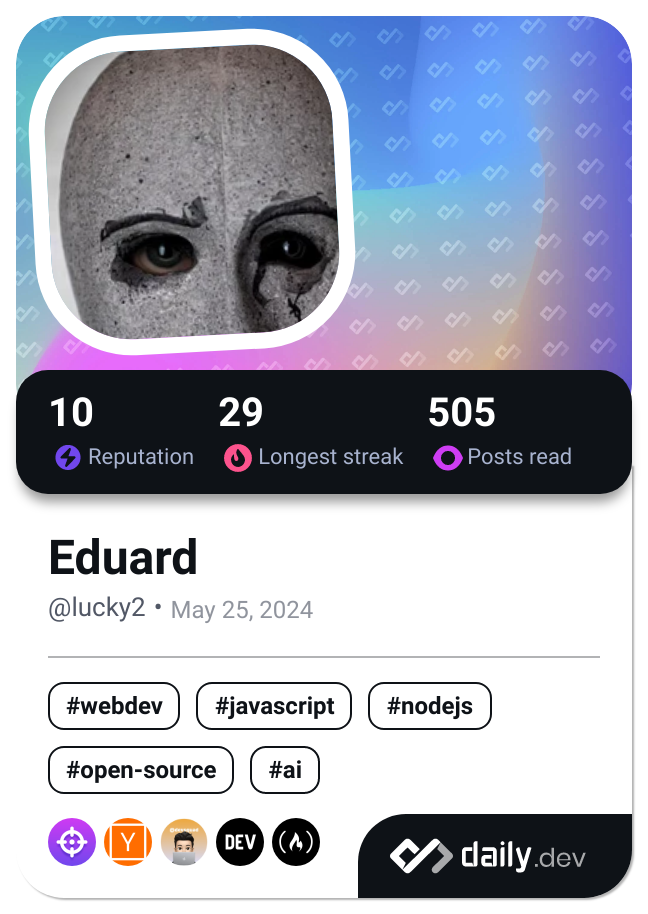 10 29 505
Reputation Longest streak Posts read
Eduard
@lucky2 • May 25, 2024
#webdev #javascript #nodejs
#open-source #ai
Y DEV
daily.dev